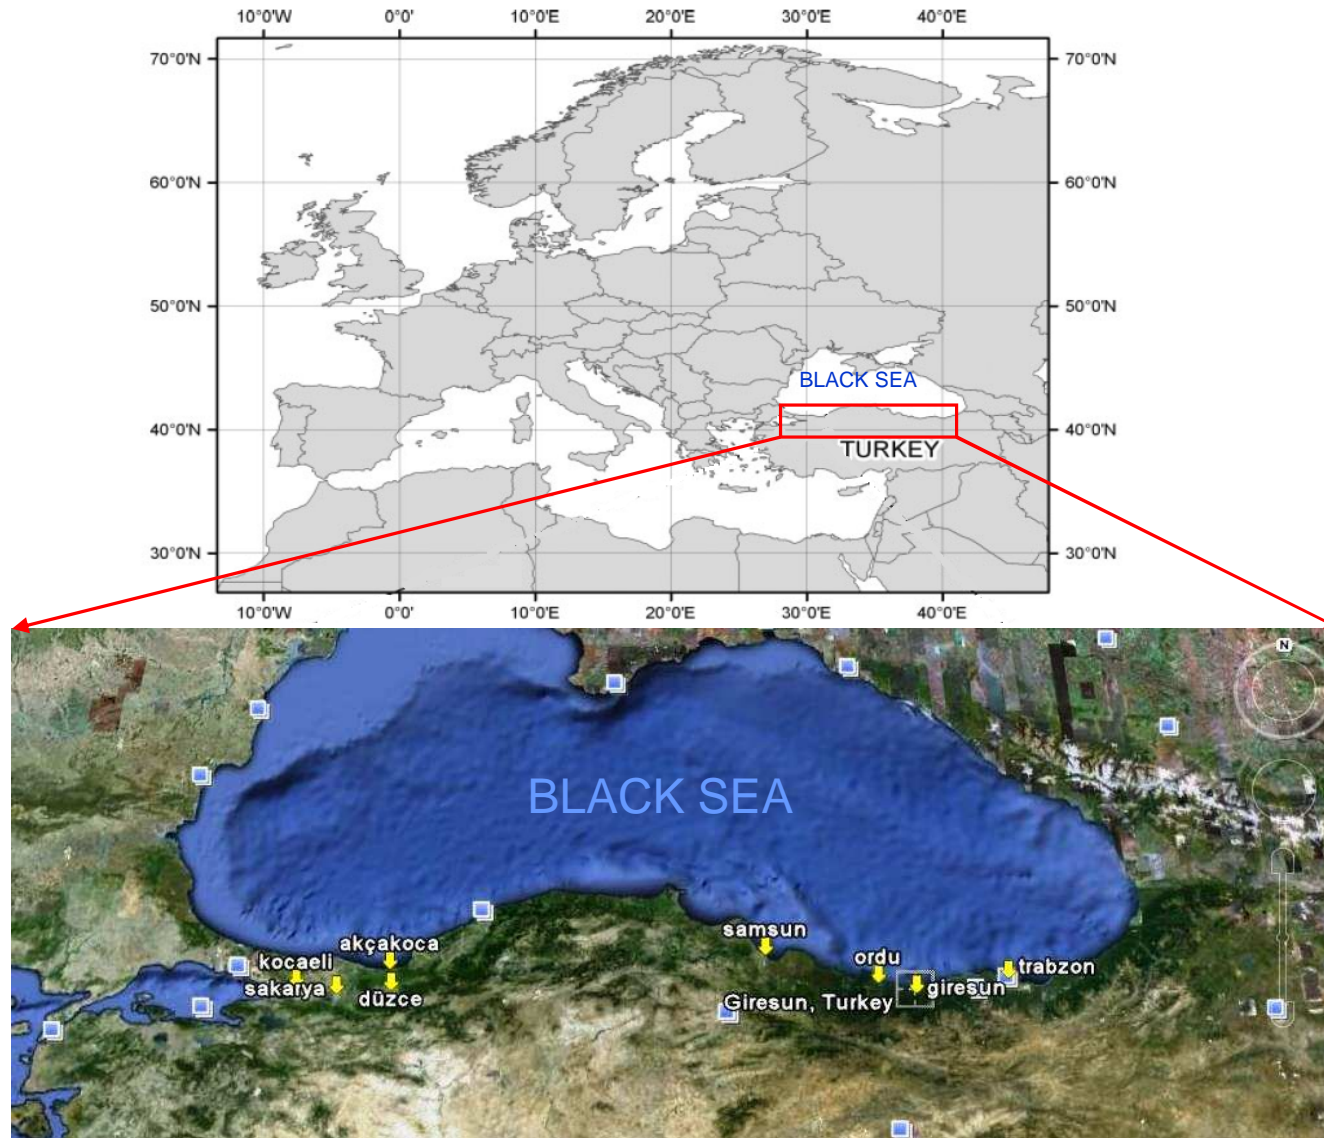 10°0'W 0°0' 10°0'E 20°0'E 30°0'E 40°0'E
70°0'N 70°0'N
60°0'N 60°0'N
50°0'N 50°0'N
BLACK SEA
40°0'N 40°0'N
TURKEY
30°0'N 30°0'N
10°0'W 0°0' 10°0'E 20°0'E 30°0'E 40°0'E
N
BLACK SEA
samsun
akçakoca
kocaeli
ordu
trabzon
sakarya
giresun
düzce
Giresun, Turkey